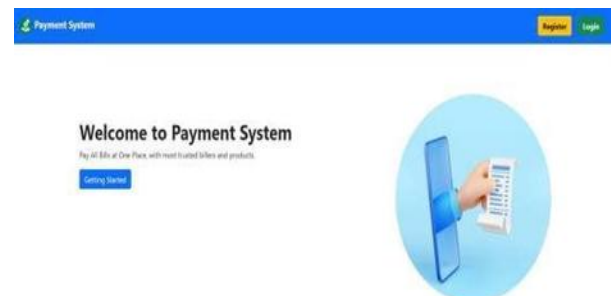 Payment System
Register Login
Welcome to Payment System
Pay All Bills at One Place, with most trusted billers and products.
Getting Started